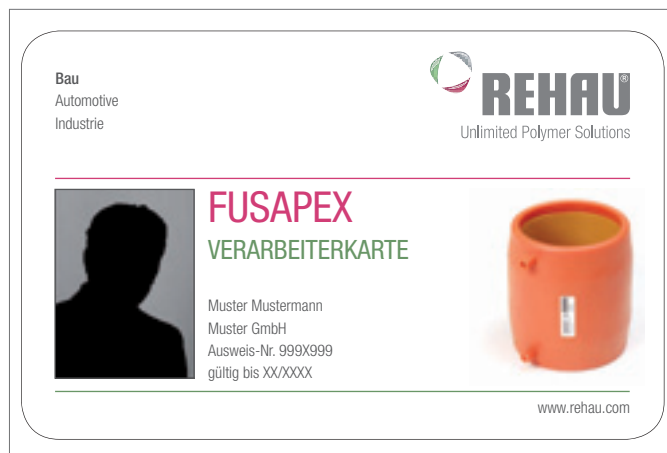 Bau
Automotive
Industrie
REHAU®
Unlimited Polymer Solutions
FUSAPEX
VERARBEITERKARTE
Muster Mustermann
Muster GmbH
Ausweis-Nr. 999X999
gültig bis XX/XXXX
www.rehau.com